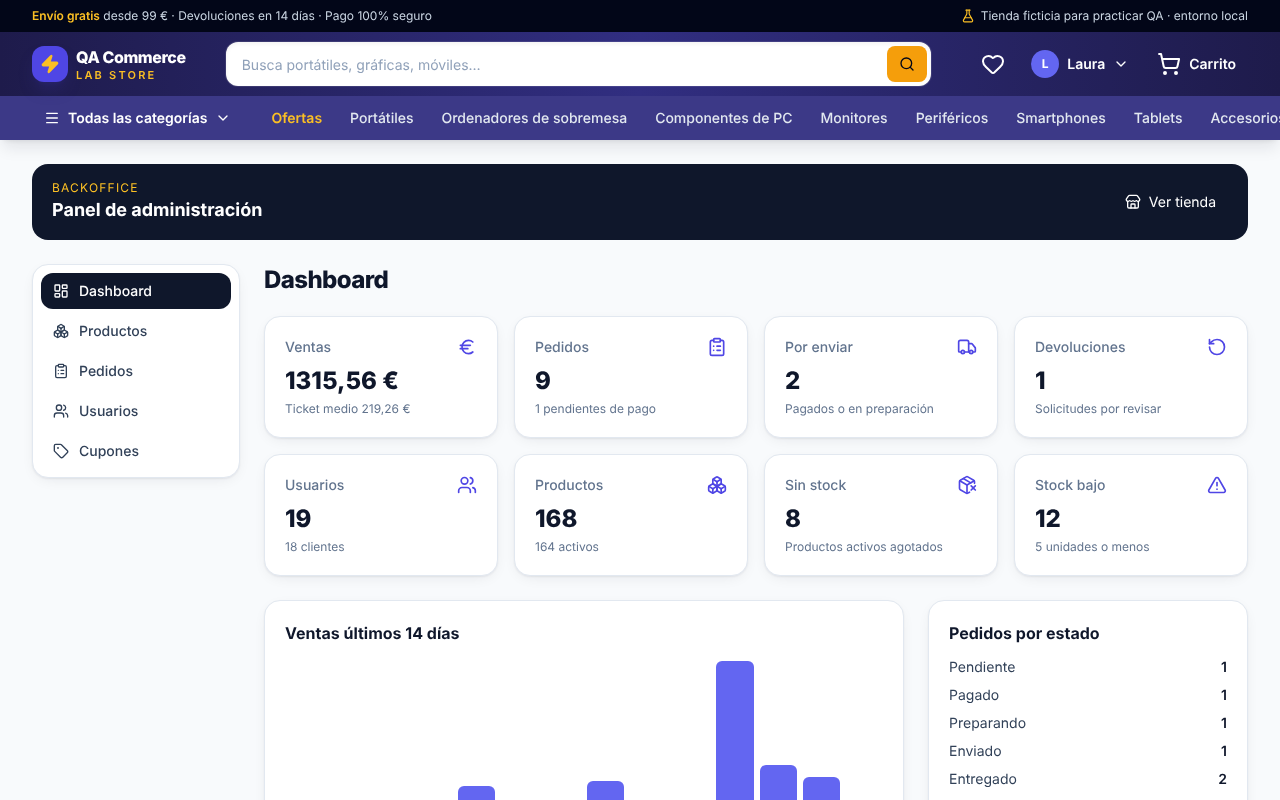 Envío gratis desde 99 € · Devoluciones en 14 días · Pago 100% seguro
Tienda ficticia para practicar QA · entorno local
QA Commerce
LAB STORE
Busca portátiles, gráficas, móviles...
L
Laura
Carrito
Todas las categorías
Ofertas
Portátiles
Ordenadores de sobremesa
Componentes de PC
Monitores
Periféricos
Smartphones
Tablets
Accesorios
BACKOFFICE
Panel de administración
Ver tienda
Dashboard
Productos
Pedidos
Usuarios
Cupones
Dashboard
Ventas
€
1315,56 €
Ticket medio 219,26 €
Pedidos
9
1 pendientes de pago
Por enviar
2
Pagados o en preparación
Devoluciones
1
Solicitudes por revisar
Usuarios
19
18 clientes
Productos
168
164 activos
Sin stock
8
Productos activos agotados
Stock bajo
12
5 unidades o menos
Ventas últimos 14 días
Pedidos por estado
Pendiente 1
Pagado 1
Preparando 1
Enviado 1
Entregado 2